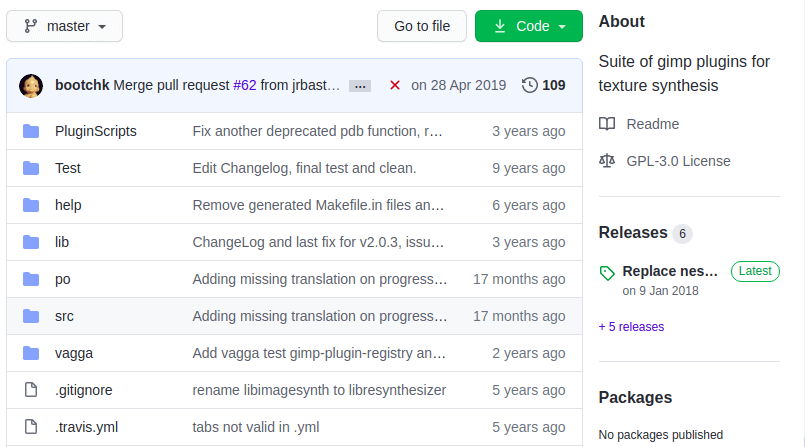 master
Go to file
Code
bootchk Merge pull request #62 from jrbast… ... on 28 Apr 2019 109
PluginScripts Fix another deprecated pdb function, r… 3 years ago
Test Edit Changelog, final test and clean. 9 years ago
help Remove generated Makefile.in files an… 6 years ago
lib ChangeLog and last fix for v2.0.3, issu… 3 years ago
po Adding missing translation on progress… 17 months ago
src Adding missing translation on progress… 17 months ago
vagga Add vagga test gimp-plugin-registry an… 2 years ago
.gitignore rename libimagesynth to libresynthesizer 5 years ago
.travis.yml tabs not valid in .yml 5 years ago
About
Suite of gimp plugins for
texture synthesis
Readme
GPL-3.0 License
Releases 6
Replace nes… Latest
on 9 Jan 2018
+ 5 releases
Packages
No packages published